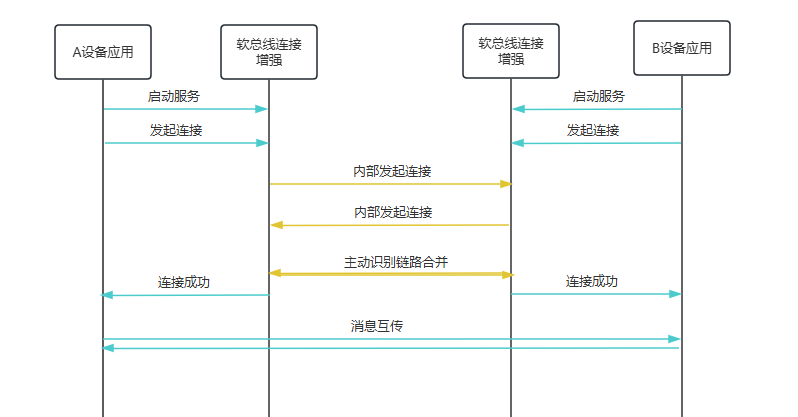 A设备应用
软总线连接
增强
软总线连接
增强
B设备应用
启动服务
启动服务
发起连接
发起连接
内部发起连接
内部发起连接
主动识别链路合并
连接成功
连接成功
消息互传